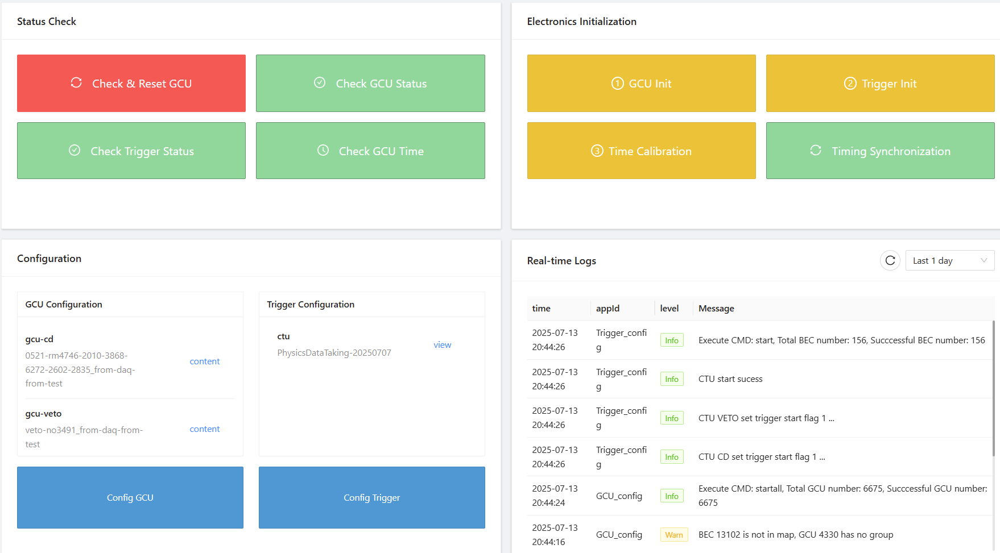 Status Check
Check & Reset GCU
Check GCU Status
Check Trigger Status
Check GCU Time
Electronics Initialization
1 GCU Init
2 Trigger Init
3 Time Calibration
Timing Synchronization
Configuration
GCU Configuration
gcu-cd
0521-rm4746-2010-3868-
6272-2602-2835_from-daq-
from-test
content
gcu-veto
veto-no3491_from-daq-from-
test
content
Trigger Configuration
ctu
PhysicsDataTaking-20250707
view
Config GCU
Config Trigger
Real-time Logs
Last 1 day
time appId level Message
2025-07-13
20:44:26
Trigger_confi
g
Info
Execute CMD: start, Total BEC number: 156, Succcessful BEC number: 156
2025-07-13
20:44:26
Trigger_confi
g
Info
CTU start sucess
2025-07-13
20:44:26
Trigger_confi
g
Info
CTU VETO set trigger start flag 1 ...
2025-07-13
20:44:26
Trigger_confi
g
Info
CTU CD set trigger start flag 1 ...
2025-07-13
20:44:24
GCU_config
Info
Execute CMD: startall, Total GCU number: 6675, Succcessful GCU number:
6675
2025-07-13
20:44:16
GCU_config
Warn
BEC 13102 is not in map, GCU 4330 has no group